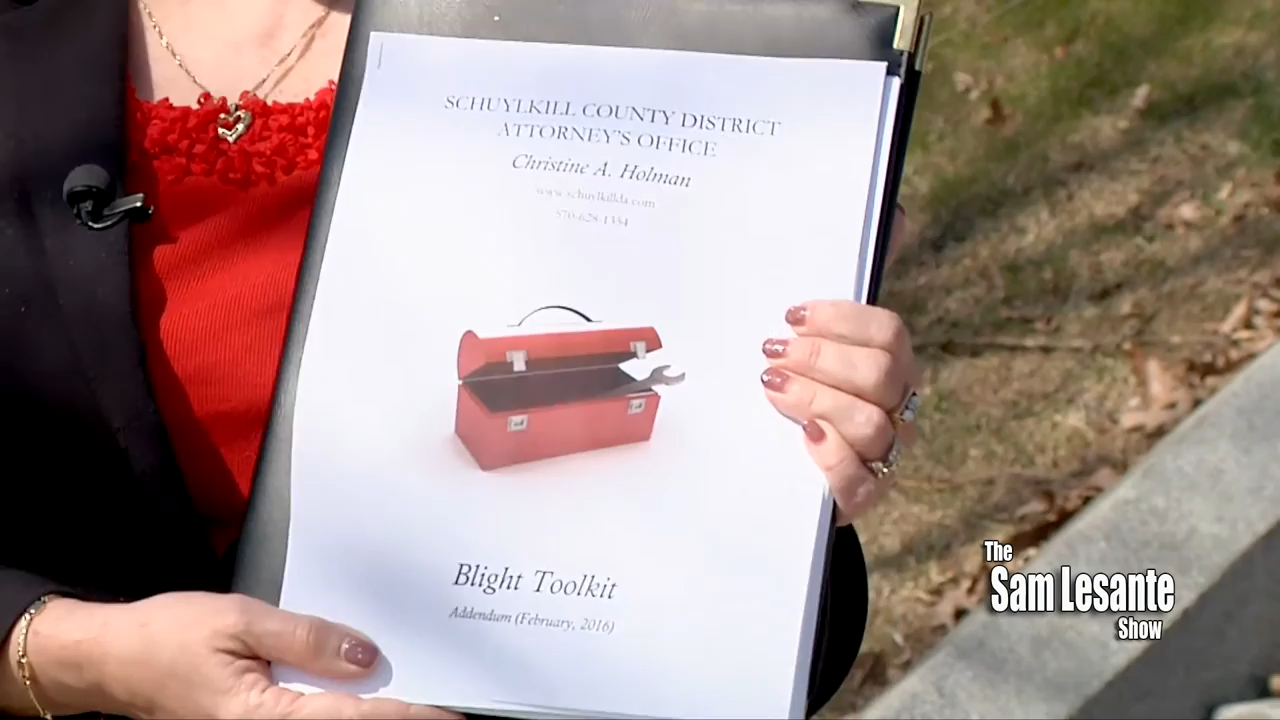 SCHUYLKILL COUNTY DISTRICT
ATTORNEY'S OFFICE
Christine A. Holman
www.schuylkillda.com
570-628-1354
Blight Toolkit
Addendum (February, 2016)
The
Sam Lesante
Show